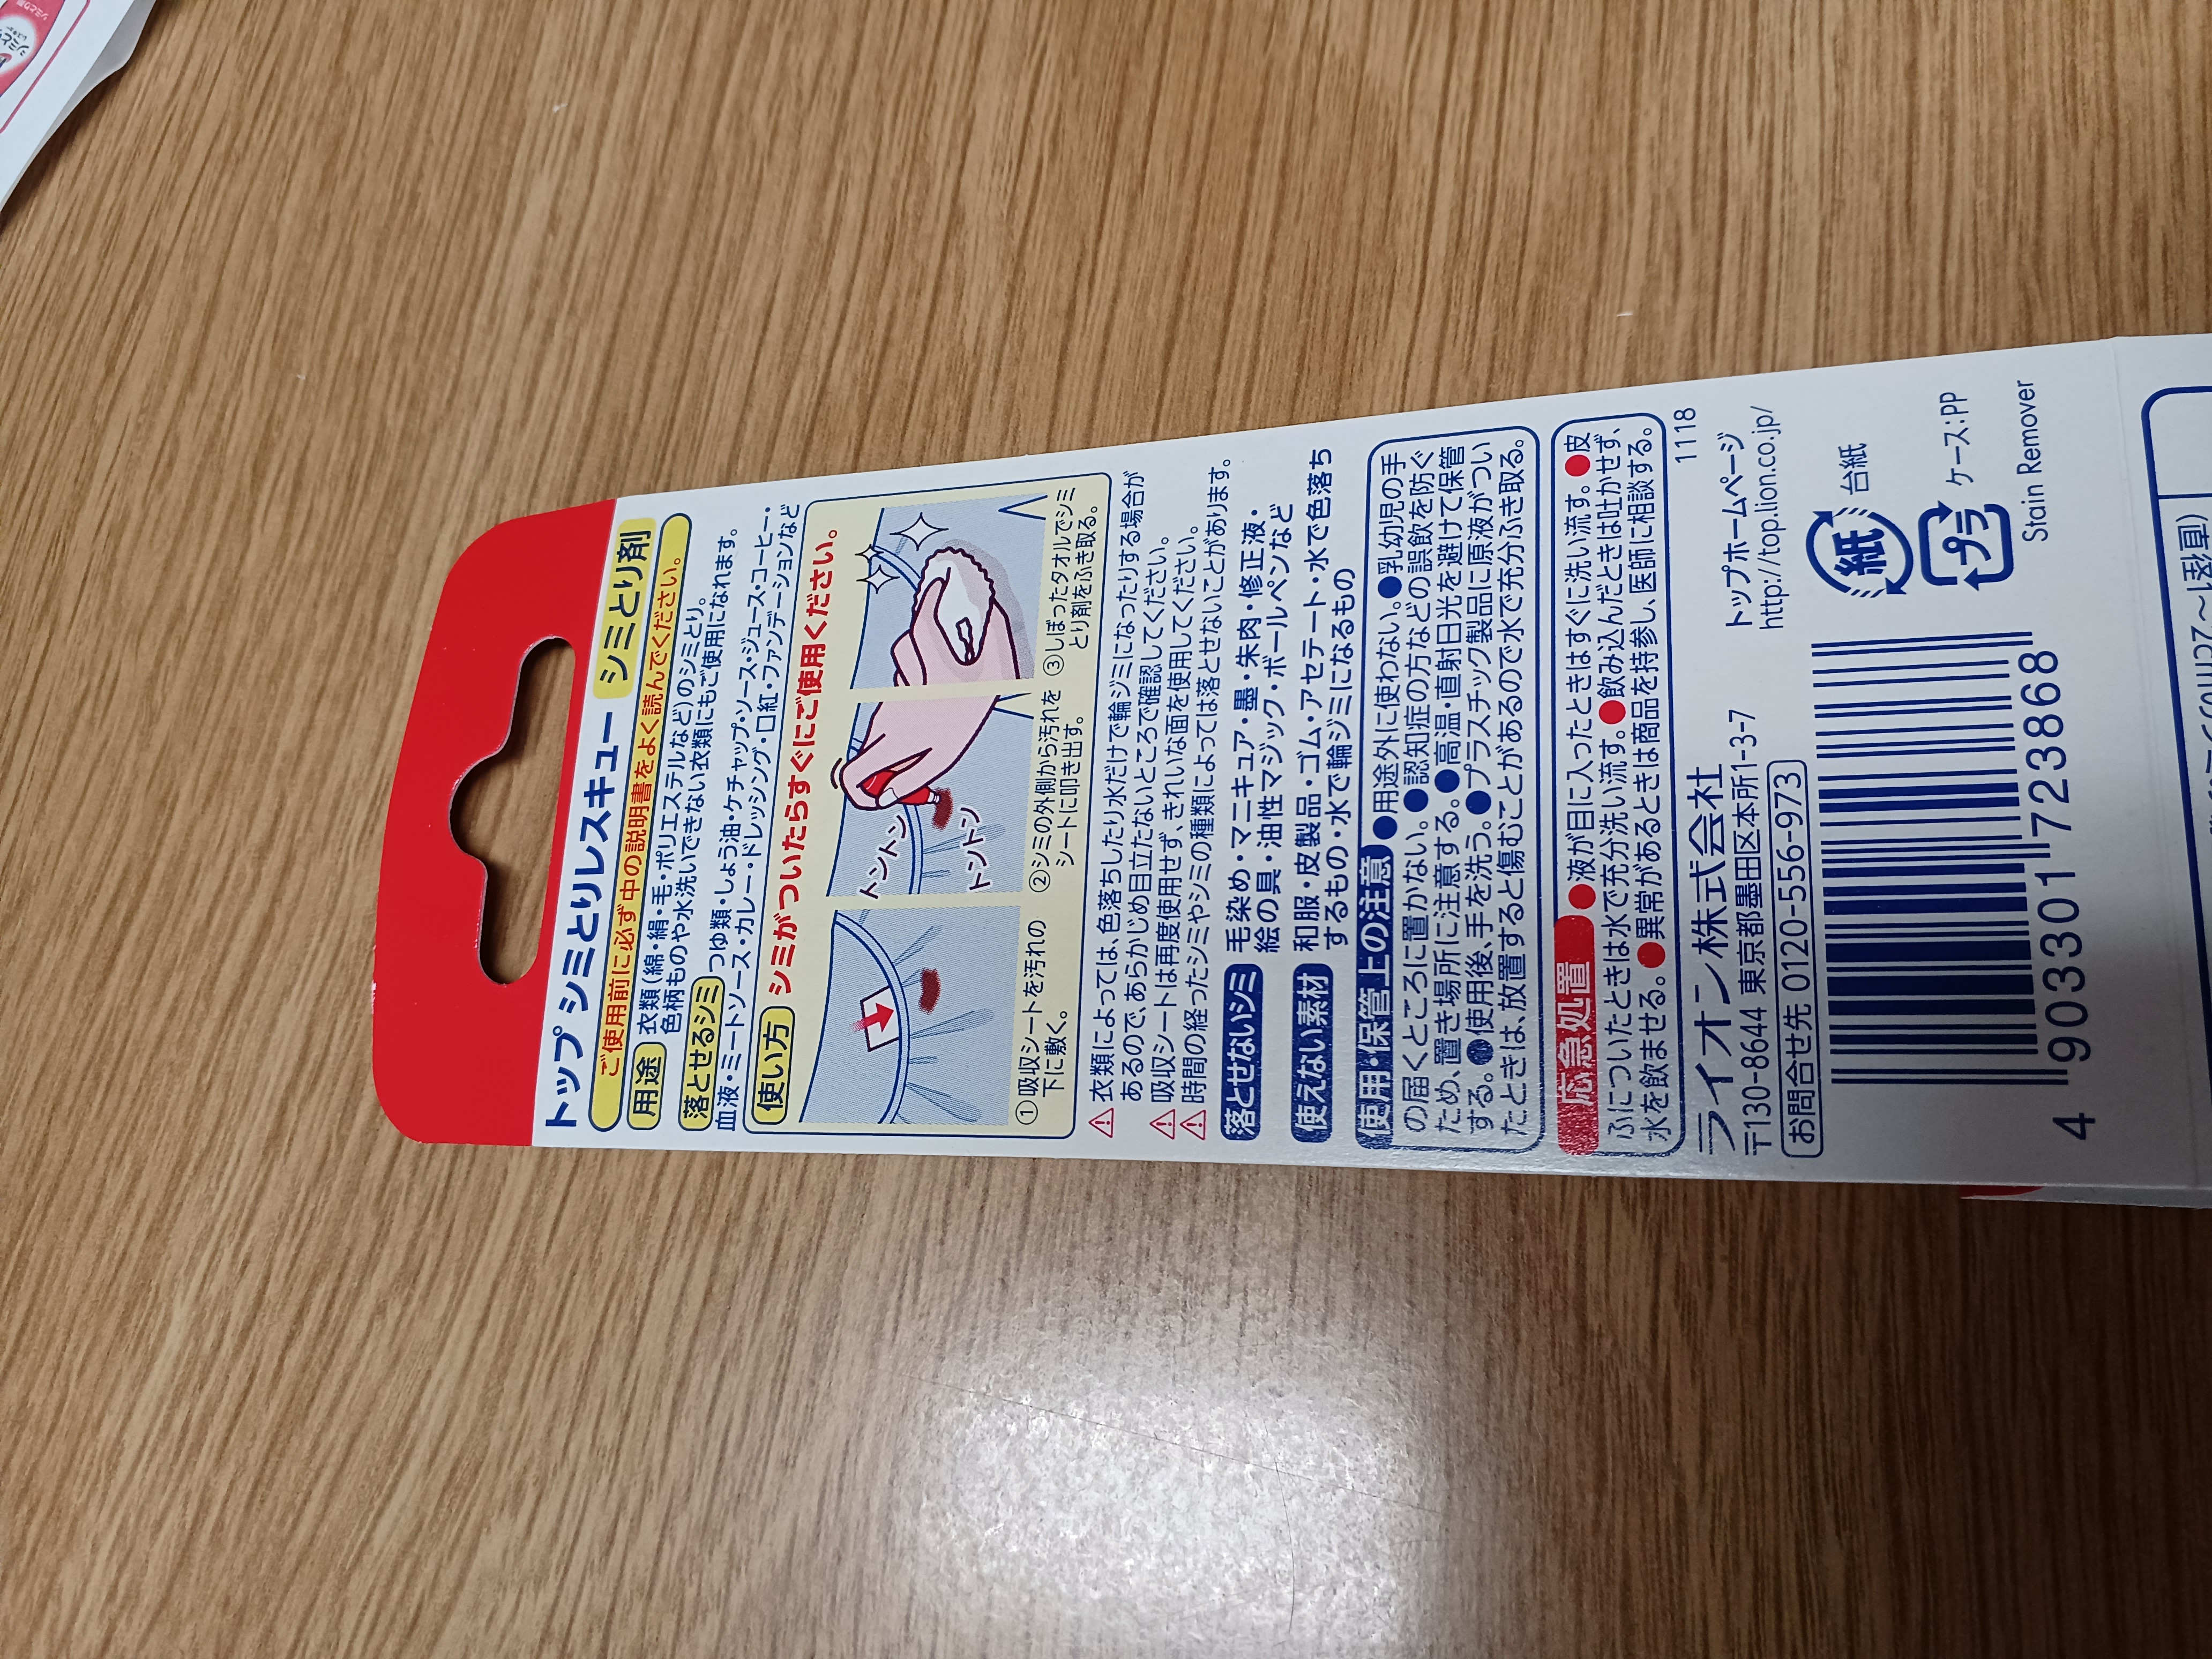 トップ シミとりレスキュー シミとり剤
ご使用前に必ず中の説明書をよく読んでください。
用途 衣類(綿・絹・毛・ポリエステルなど)のシミとり。
色柄ものや水洗いできない衣類にもご使用になれます。
落とせるシミ つゆ類・しょう油・ケチャップ・ソース・ジュース・コーヒー・
血液・ミートソース・カレー・ドレッシング・口紅・ファンデーションなど
使い方 シミがついたらすぐにご使用ください。
トントン
トントン
①吸収シートを汚れの
下に敷く。
②シミの外側から汚れを
シートに叩き出す。
③しぼったタオルでシミ
とり剤をふき取る。
⚠衣類によっては、色落ちしたり水だけで輪ジミになったりする場合が
あるので、あらかじめ目立たないところで確認してください。
⚠吸収シートは再度使用せず、きれいな面を使用してください。
⚠時間の経ったシミやシミの種類によっては落とせないことがあります。
落とせないシミ 毛染め・マニキュア・墨・朱肉・修正液・
絵の具・油性マジック・ボールペンなど
使えない素材 和服・皮製品・ゴム・アセテート・水で色落ち
するもの・水で輪ジミになるもの
使用・保管上の注意 ●用途外に使わない。●乳幼児の手
の届くところに置かない。●認知症の方などの誤飲を防ぐ
ため、置き場所に注意する。●高温・直射日光を避けて保管
する。●使用後、手を洗う。●プラスチック製品に原液がつい
たときは、放置すると傷むことがあるので水で充分ふき取る。
応急処置 ●液が目に入ったときはすぐに洗い流す。●皮
ふについたときは水で充分洗い流す。●飲み込んだときは吐かせず、
水を飲ませる。●異常があるときは商品を持参し、医師に相談する。
1118
ライオン株式会社
〒130-8644 東京都墨田区本所1-3-7
お問合せ先 0120-556-973
トップホームページ
http://top.lion.co.jp/
紙 台紙
プラ ケース:PP
Stain Remover
4 903301 723868
(直径1～2cmの
シミとり